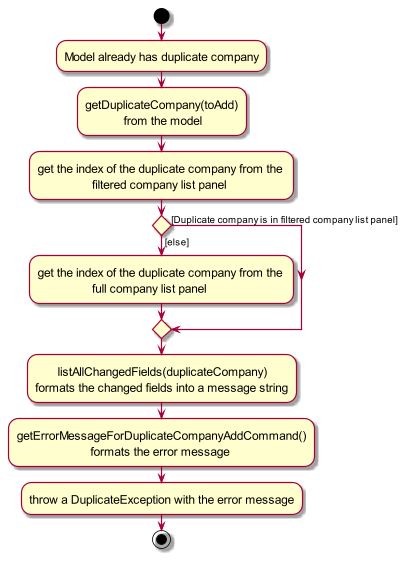 Model already has duplicate company
getDuplicateCompany(toAdd)
from the model
get the index of the duplicate company from the
filtered company list panel
[Duplicate company is in filtered company list panel]
[else]
get the index of the duplicate company from the
full company list panel
listAllChangedFields(duplicateCompany)
formats the changed fields into a message string
getErrorMessageForDuplicateCompanyAddCommand()
formats the error message
throw a DuplicateException with the error message